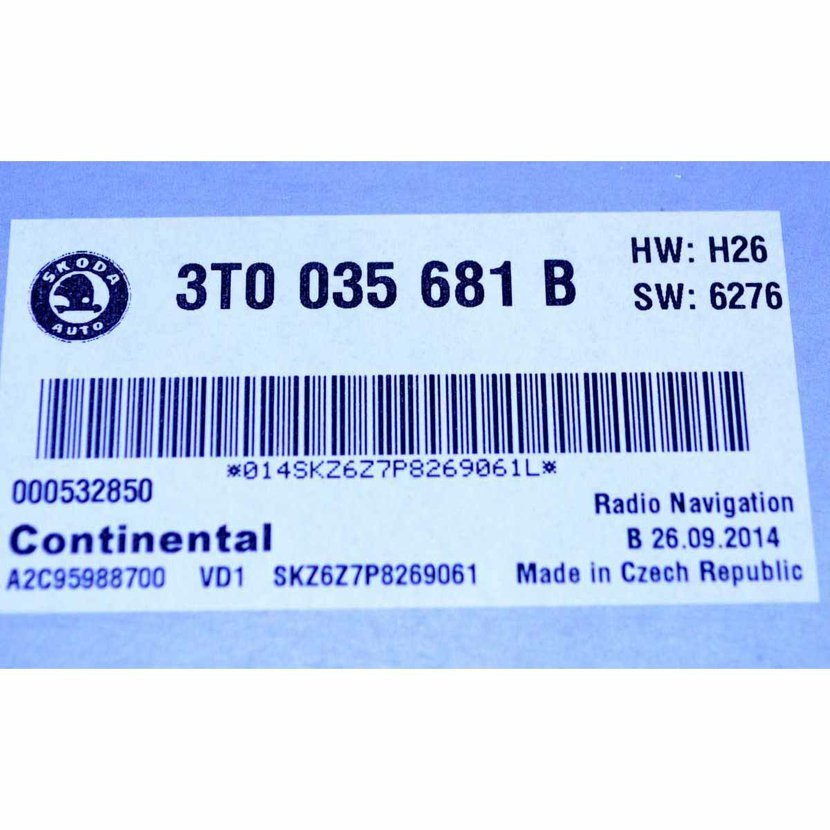 SKODA
AUTO
3T0 035 681 B
HW: H26
SW: 6276
*014SKZ6Z7P8269061L*
000532850
Radio Navigation
Continental
B 26.09.2014
A2C95988700 VD1 SKZ6Z7P8269061 Made in Czech Republic